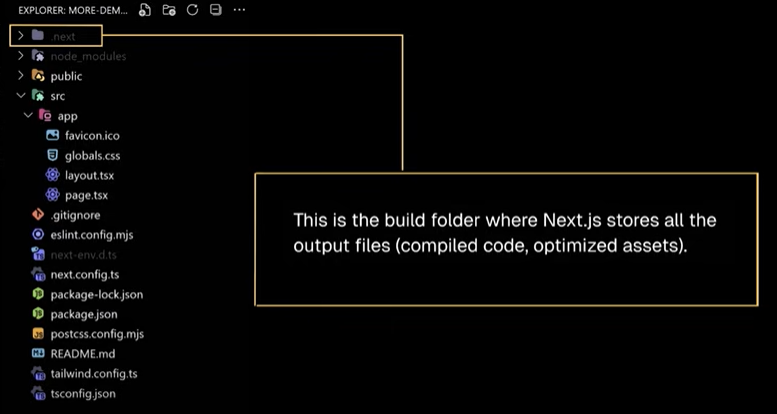 EXPLORER: MORE-DEM...
.next
node_modules
public
src
app
favicon.ico
globals.css
layout.tsx
page.tsx
.gitignore
eslint.config.mjs
next-env.d.ts
next.config.ts
package-lock.json
package.json
postcss.config.mjs
README.md
tailwind.config.ts
tsconfig.json
This is the build folder where Next.js stores all the
output files (compiled code, optimized assets).